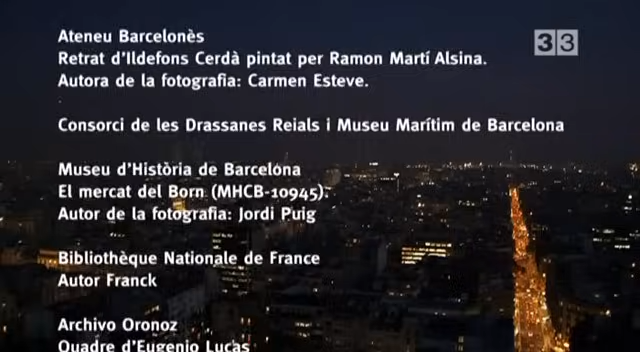 Ateneu Barcelonès
Retrat d'Ildefons Cerdà pintat per Ramon Martí Alsina.
Autora de la fotografia: Carmen Esteve.
33
Consorci de les Drassanes Reials i Museu Marítim de Barcelona
Museu d'Història de Barcelona
El mercat del Born (MHCB-10945).
Autor de la fotografia: Jordi Puig
Bibliothèque Nationale de France
Autor Franck
Archivo Oronoz
Quadre d'Eugenio Lucas